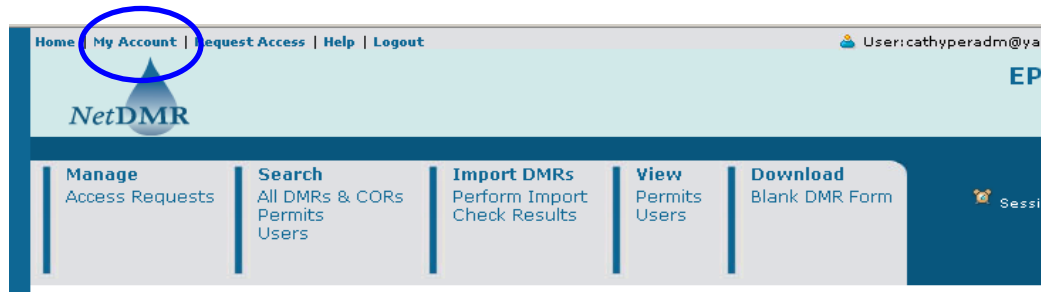 Home | My Account | Request Access | Help | Logout
User:cathyperadm@ya
EP
NetDMR
Manage
Access Requests
Search
All DMRs & CORs
Permits
Users
Import DMRs
Perform Import
Check Results
View
Permits
Users
Download
Blank DMR Form
Sessi